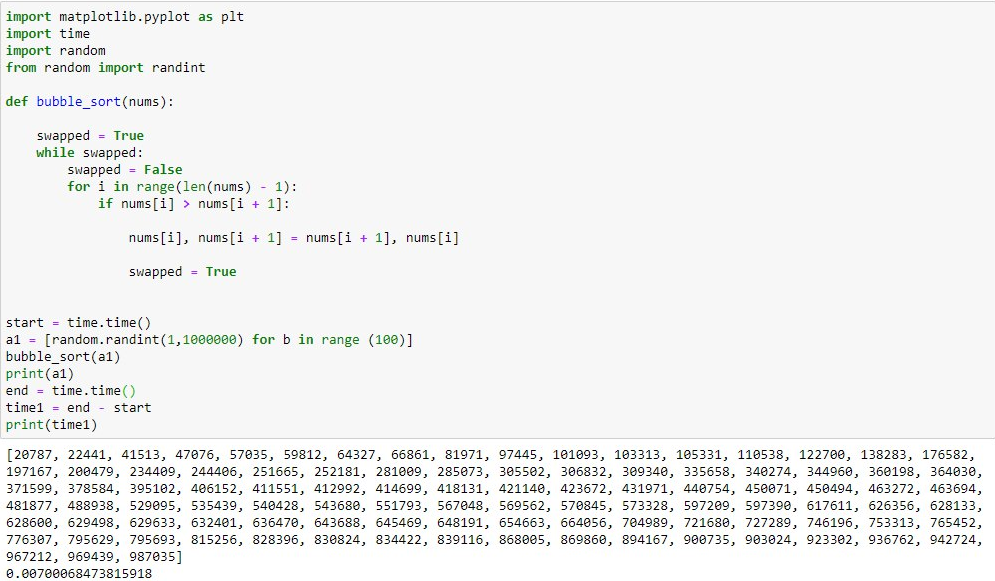 import matplotlib.pyplot as plt
import time
import random
from random import randint
def bubble_sort(nums):
swapped = True
while swapped:
swapped = False
for i in range(len(nums) - 1):
if nums[i] > nums[i + 1]:
nums[i], nums[i + 1] = nums[i + 1], nums[i]
swapped = True
start = time.time()
a1 = [random.randint(1,1000000) for b in range (100)]
bubble_sort(a1)
print(a1)
end = time.time()
time1 = end - start
print(time1)
[20787, 22441, 41513, 47076, 57035, 59812, 64327, 66861, 81971, 97445, 101093, 103313, 105331, 110538, 122700, 138283, 176582,
197167, 200479, 234409, 244406, 251665, 252181, 281009, 285073, 305502, 306832, 309340, 335658, 340274, 344960, 360198, 364030,
371599, 378584, 395102, 406152, 411551, 412992, 414699, 418131, 421140, 423672, 431971, 440754, 450071, 450494, 463272, 463694,
481877, 488938, 529095, 535439, 540428, 543680, 551793, 567048, 569562, 570845, 573328, 597209, 597390, 617611, 626356, 628133,
628600, 629498, 629633, 632401, 636470, 643688, 645469, 648191, 654663, 664056, 704989, 721680, 727289, 746196, 753313, 765452,
776307, 795629, 795693, 815256, 828396, 830824, 834422, 839116, 868005, 869860, 894167, 900735, 903024, 923302, 936762, 942724,
967212, 969439, 987035]
0.00700068473815918